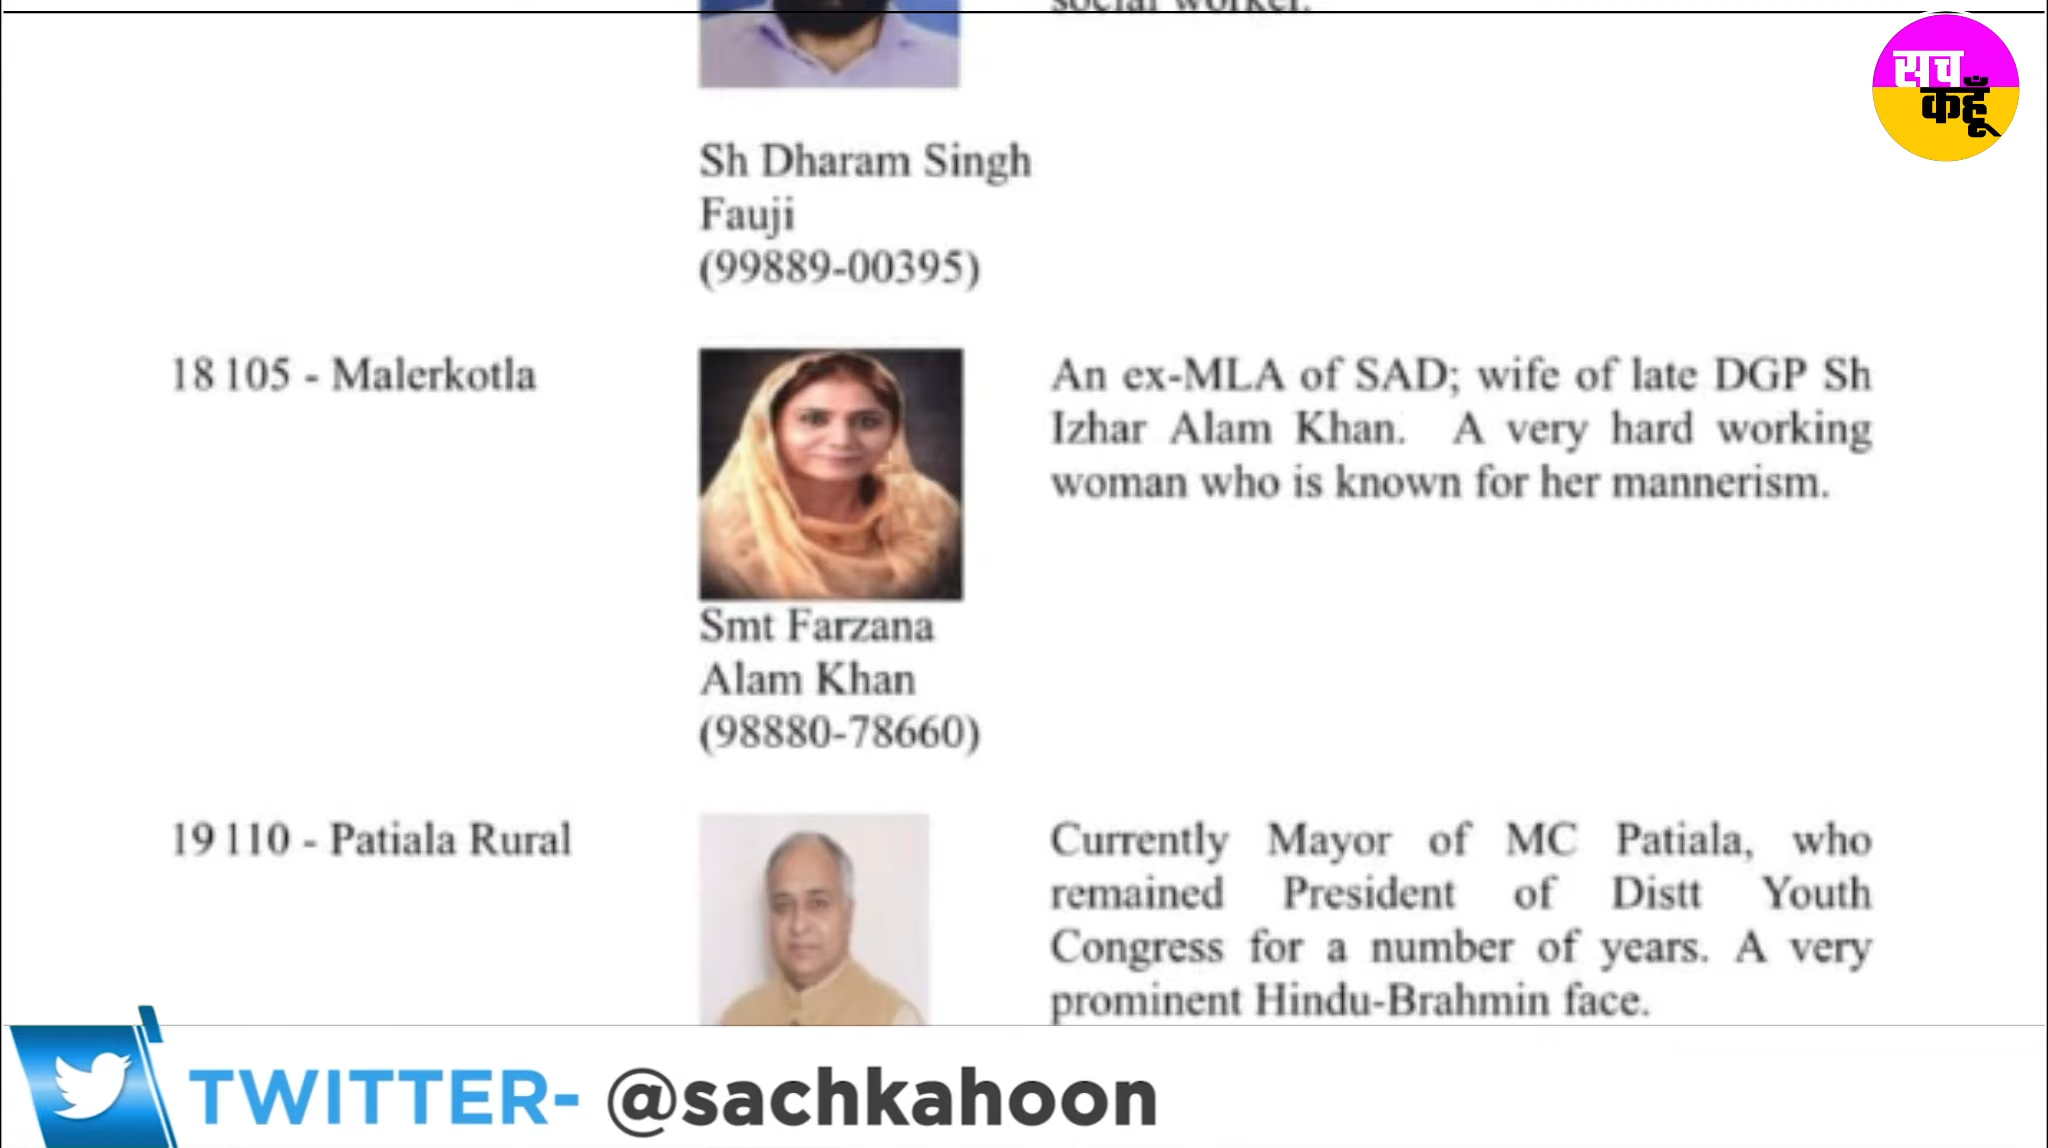 social worker.
सच
कहूँ
Sh Dharam Singh
Fauji
(99889-00395)
18 105 - Malerkotla
An ex-MLA of SAD; wife of late DGP Sh
Izhar Alam Khan. A very hard working
woman who is known for her mannerism.
Smt Farzana
Alam Khan
(98880-78660)
19 110 - Patiala Rural
Currently Mayor of MC Patiala, who
remained President of Distt Youth
Congress for a number of years. A very
prominent Hindu-Brahmin face.
TWITTER- @sachkahoon